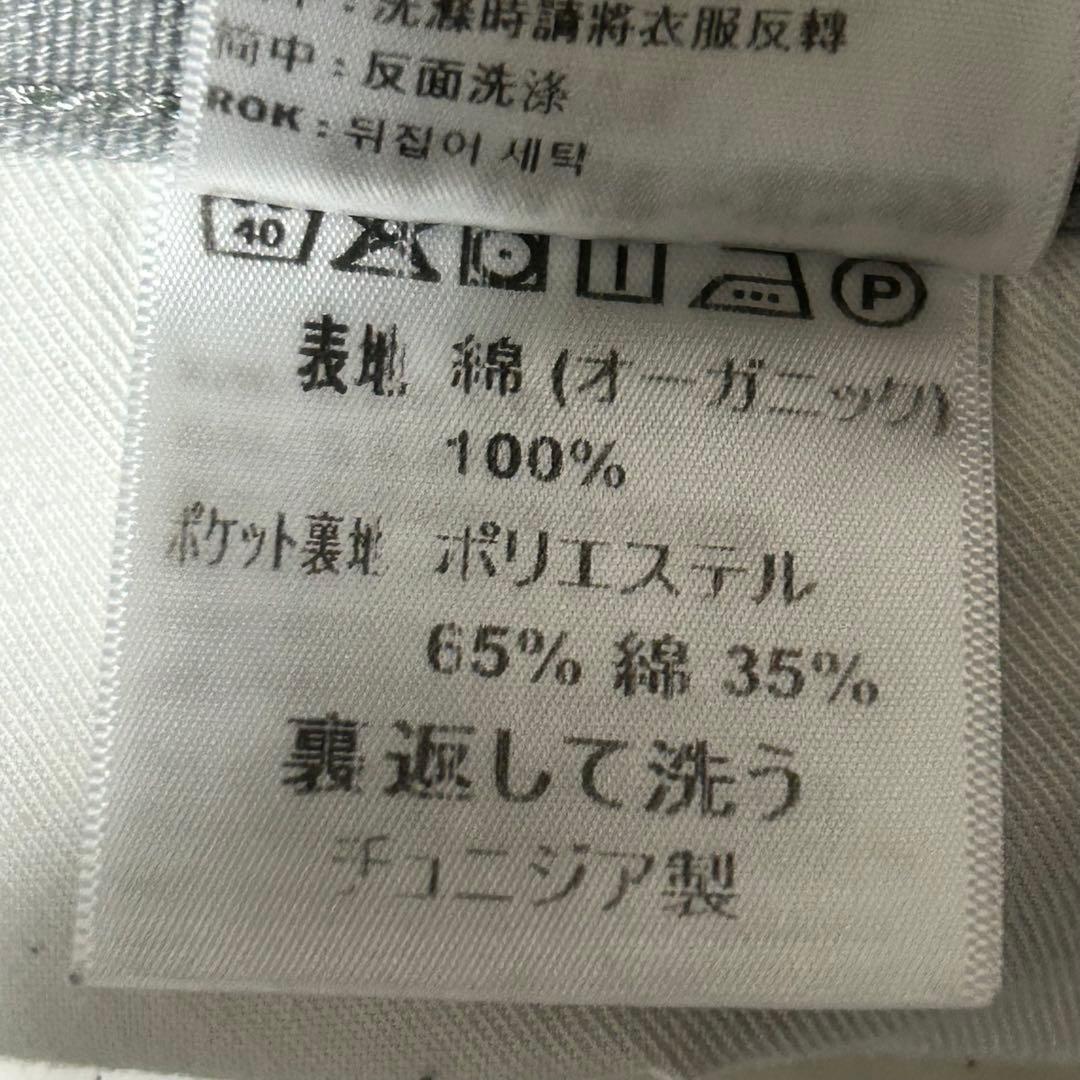 ：洗滌時請將衣服反轉
简中：反面洗涤
ROK：뒤집어 세탁
40
P
表地 綿 (オーガニック)
100%
ポケット裏地 ポリエステル
65% 綿 35%
裏返して洗う
チュニジア製